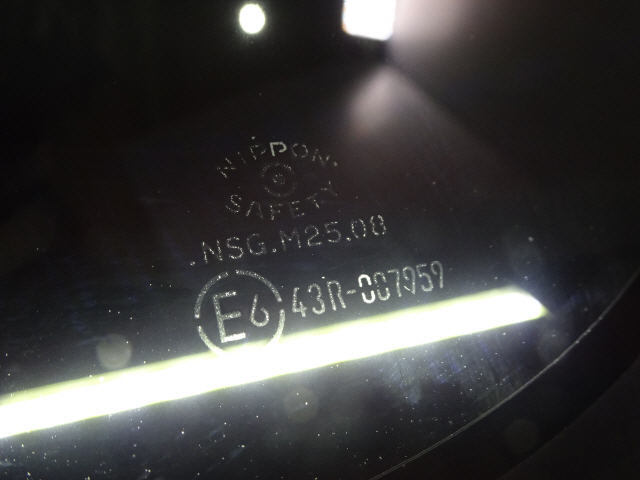 NIPPON
SAFETY
.NSG.M25.08
E6 43R-007959